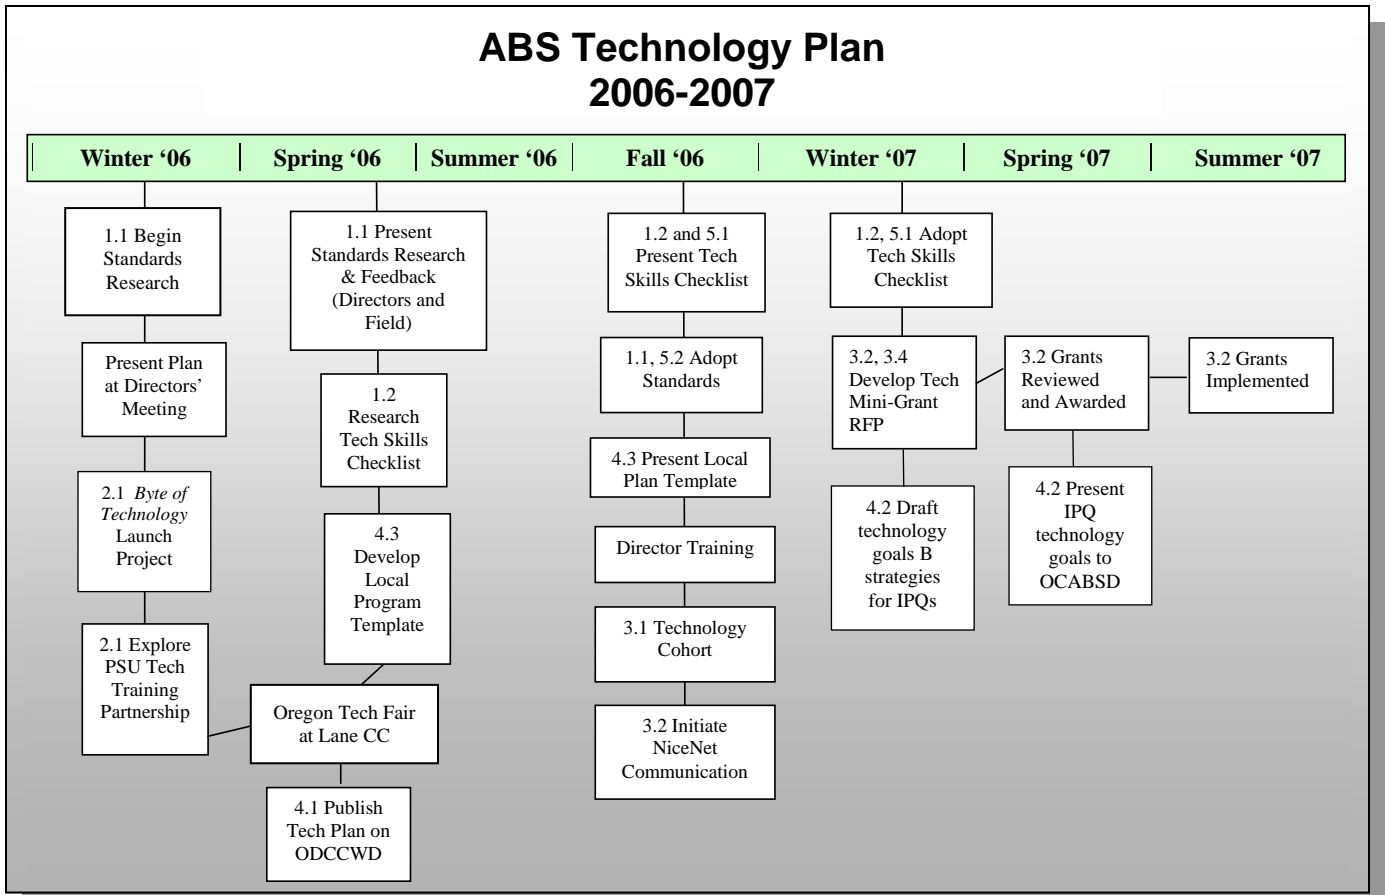 ABS Technology Plan
2006-2007
Winter ‘06
Spring ‘06
Summer ‘06
Fall ‘06
Winter ‘07
Spring ‘07
Summer ‘07
1.1 Begin
Standards
Research
Present Plan
at Directors’
Meeting
2.1 Byte of
Technology
Launch
Project
2.1 Explore
PSU Tech
Training
Partnership
1.1 Present
Standards Research
& Feedback
(Directors and
Field)
1.2
Research
Tech Skills
Checklist
4.3
Develop
Local
Program
Template
Oregon Tech Fair
at Lane CC
4.1 Publish
Tech Plan on
ODCCWD
1.2 and 5.1
Present Tech
Skills Checklist
1.1, 5.2 Adopt
Standards
4.3 Present Local
Plan Template
Director Training
3.1 Technology
Cohort
3.2 Initiate
NiceNet
Communication
1.2, 5.1 Adopt
Tech Skills
Checklist
3.2, 3.4
Develop Tech
Mini-Grant
RFP
4.2 Draft
technology
goals B
strategies
for IPQs
3.2 Grants
Reviewed
and Awarded
4.2 Present
IPQ
technology
goals to
OCABSD
3.2 Grants
Implemented